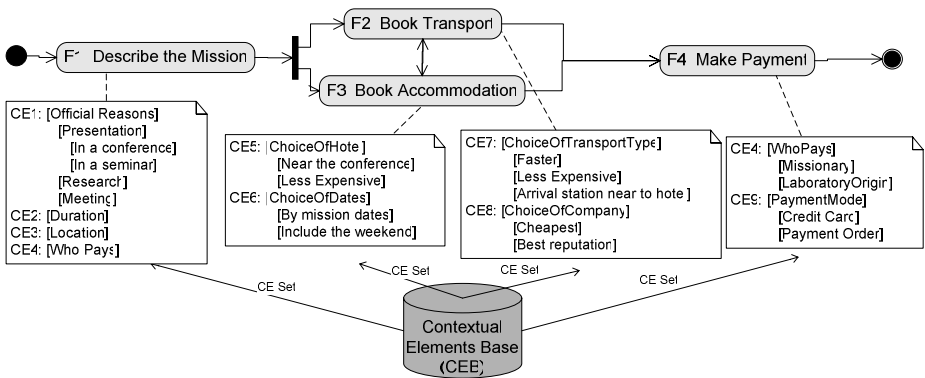 F2 Book Transport
F1 Describe the Mission
F4 Make Payment
F3 Book Accommodation
CE1: [Official Reasons]
[Presentation]
[In a conference]
[In a seminar]
[Research]
[Meeting]
CE2: [Duration]
CE3: [Location]
CE4: [Who Pays]
CE5: [ChoiceOfHote
[Near the conference]
[Less Expensive]
CE6: [ChoiceOfDates]
[By mission dates]
[Include the weekend]
CE7: [ChoiceOfTransportType]
[Faster]
[Less Expensive]
[Arrival station near to hote]
CE8: [ChoiceOfCompany]
[Cheapest]
[Best reputation]
CE4: [WhoPays]
[Missionary]
[LaboratoryOrigin]
CE9: [PaymentMode]
[Credit Card]
[Payment Order]
CE Set
CE Set
CE Set
CE Set
Contextual
Elements Base
(CEB)